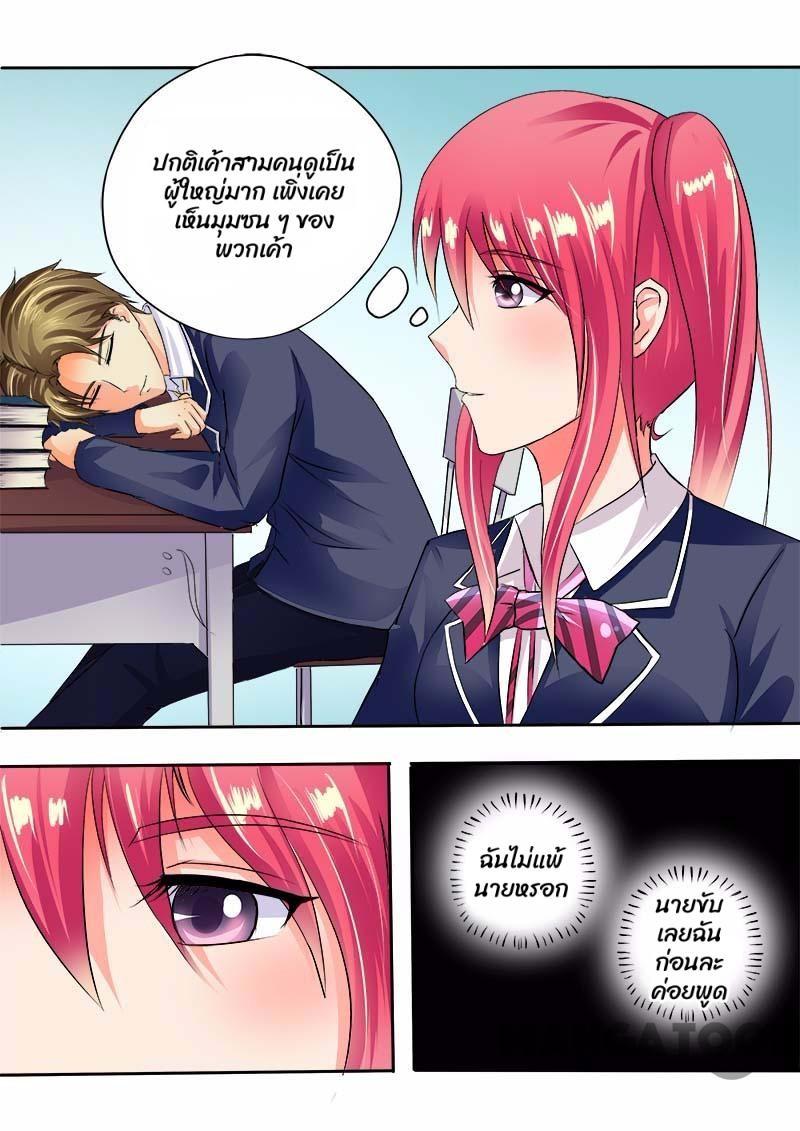 ปกติเค้าสามคนดูเป็น
ผู้ใหญ่มาก เพิ่งเคย
เห็นมุมซน ๆ ของ
พวกเค้า
ฉันไม่แพ้
นายหรอก
นายขับ
เลยฉัน
ก่อนละ
ค่อยพูด
MANGATOON